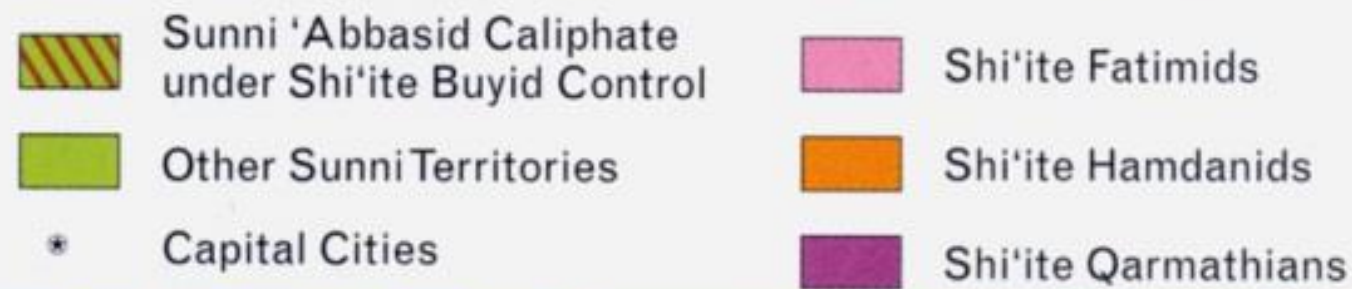 Sunni ‘Abbasid Caliphate
under Shi‘ite Buyid Control
Other Sunni Territories
Capital Cities
Shi‘ite Fatimids
Shi‘ite Hamdanids
Shi‘ite Qarmathians